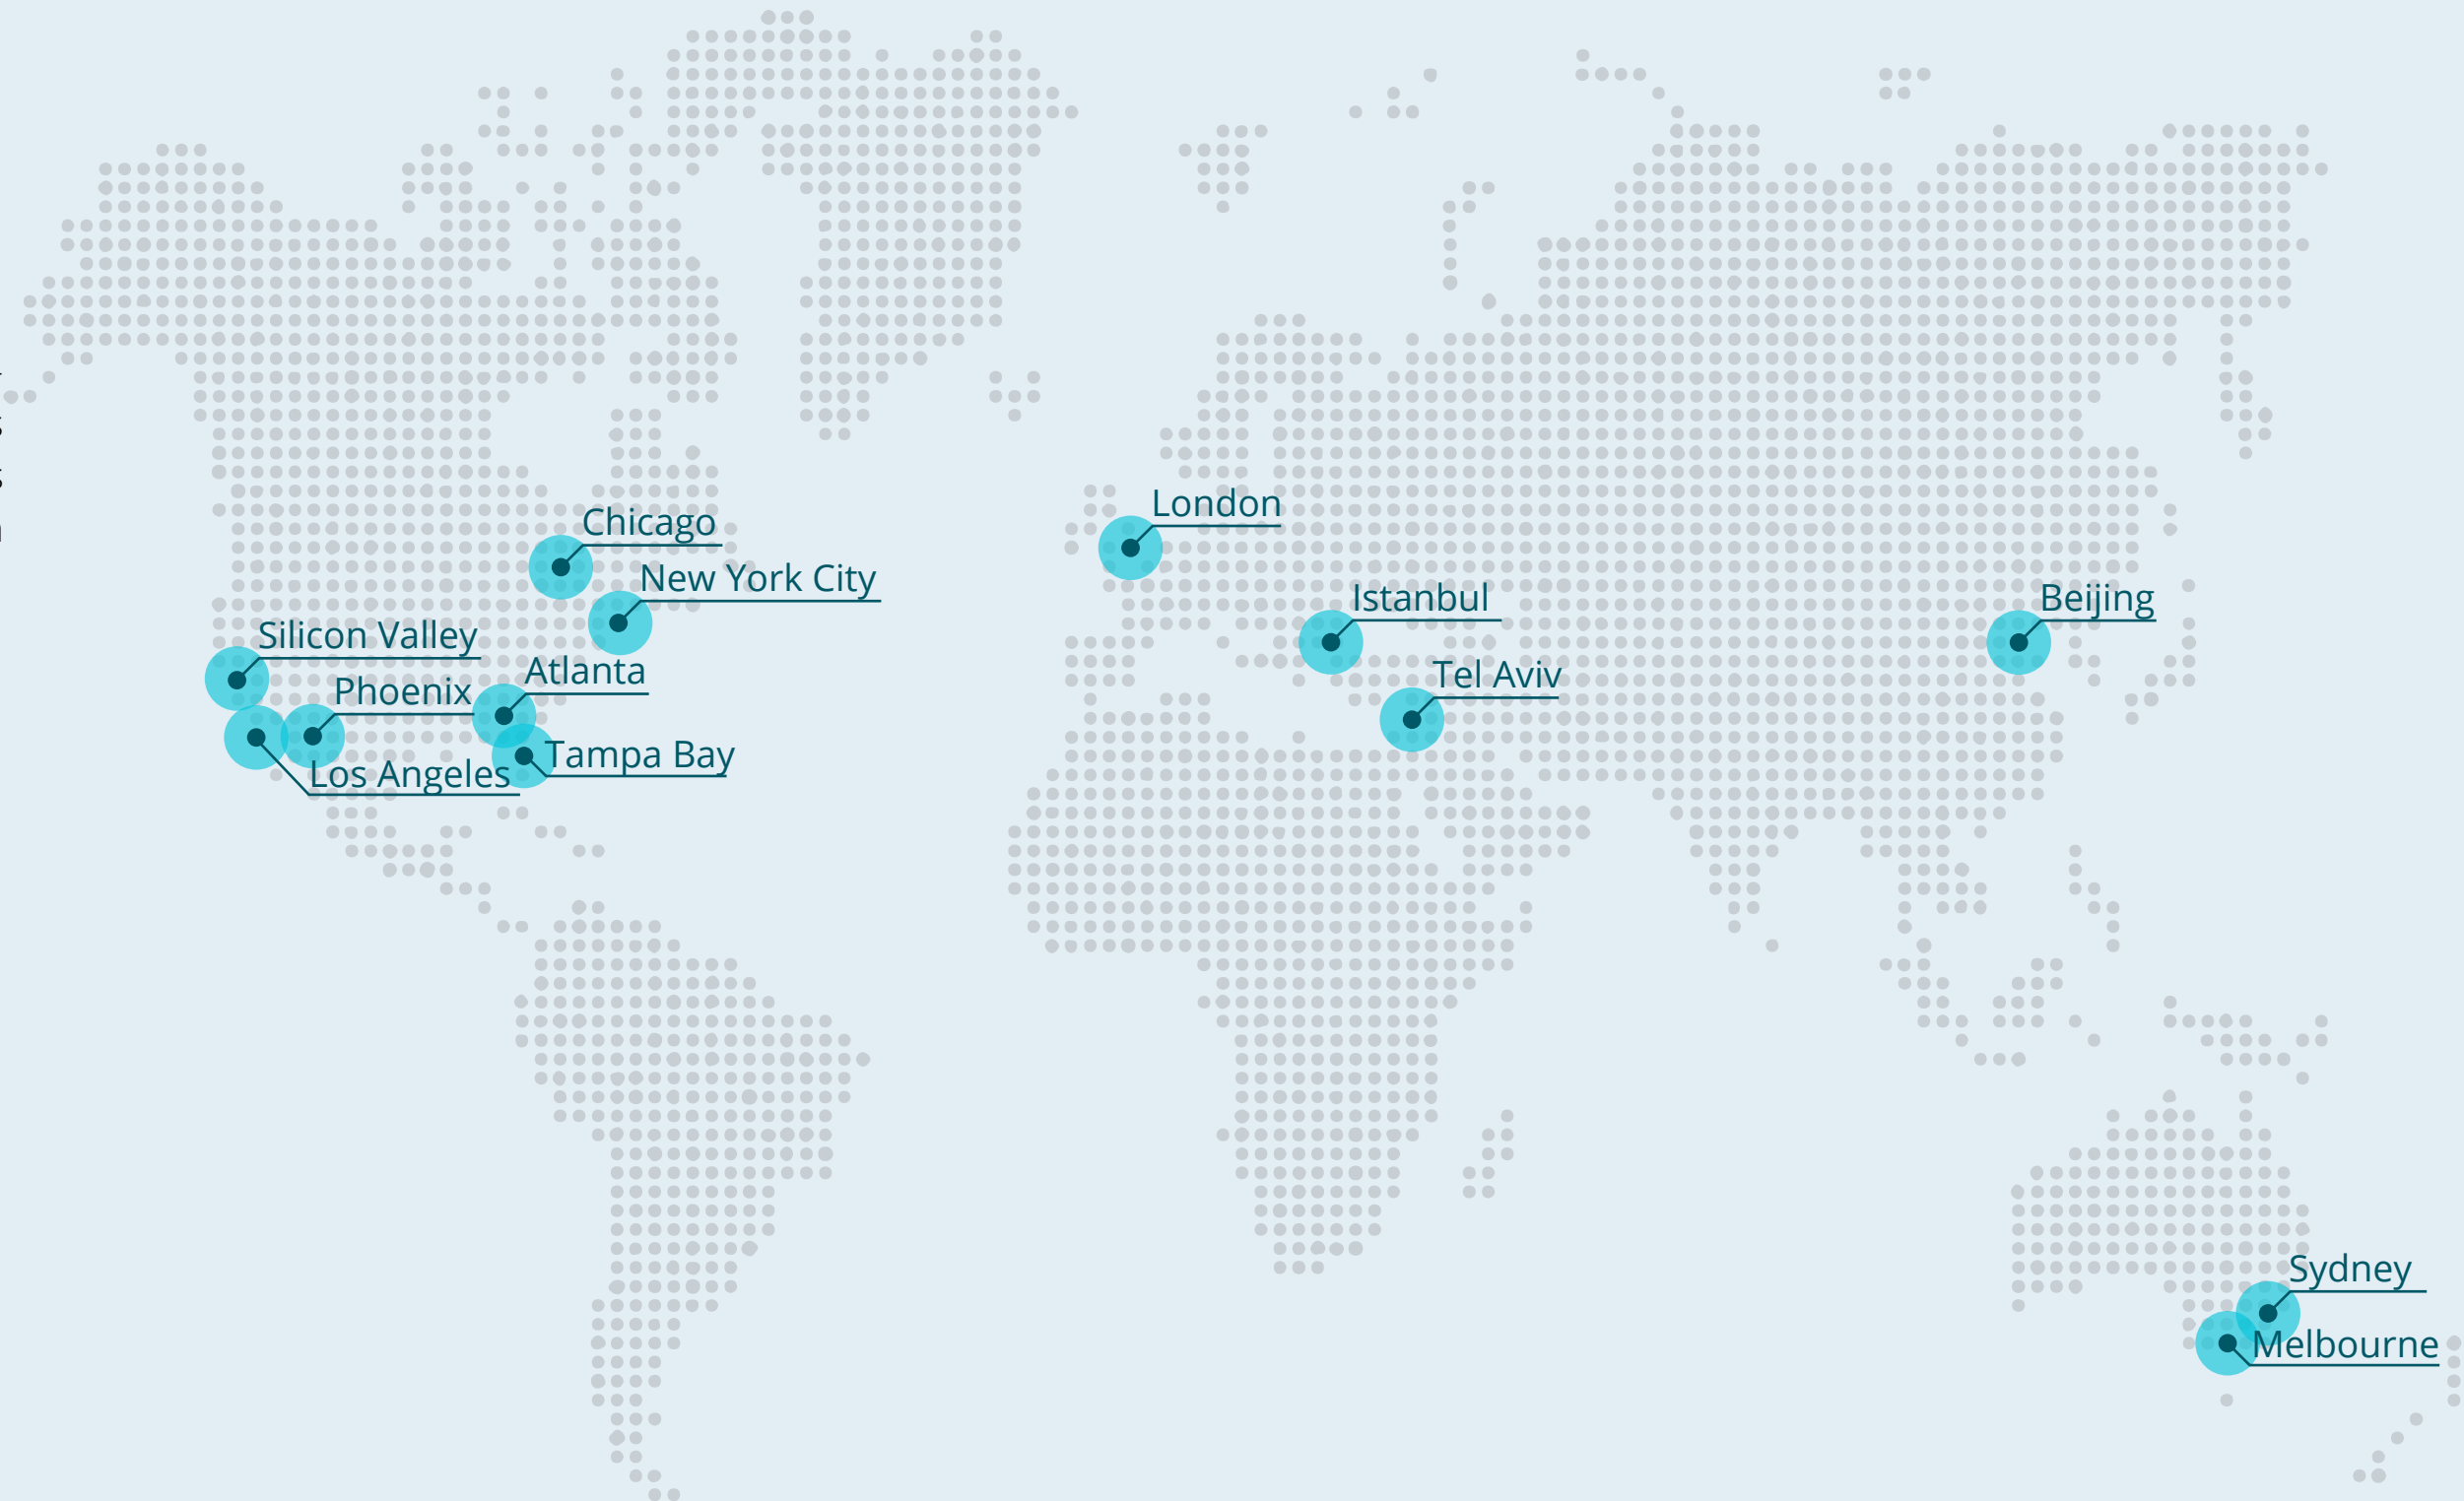 London
Chicago
New York City
Istanbul
Beijing
Silicon Valley
Atlanta
Tel Aviv
Phoenix
Tampa Bay
Los Angeles
Sydney
Melbourne